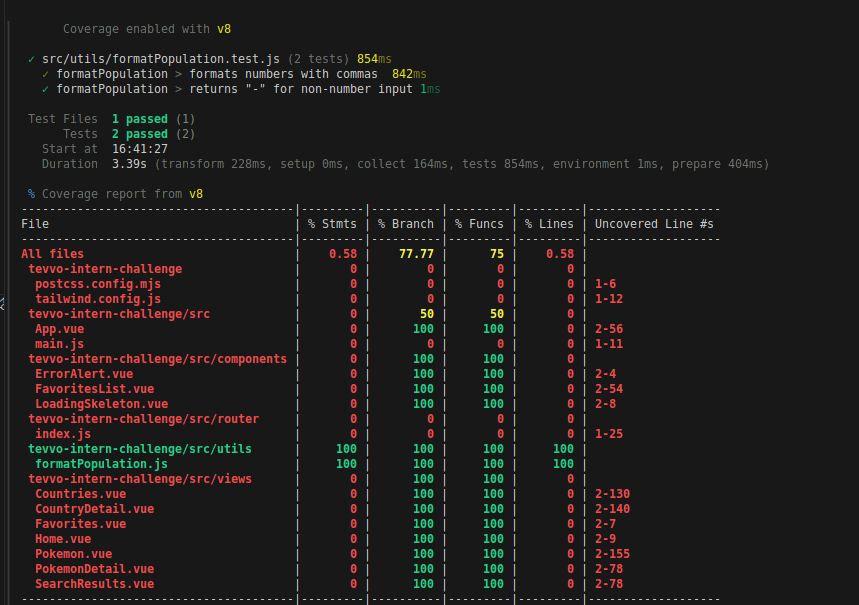 Coverage enabled with v8
✓ src/utils/formatPopulation.test.js (2 tests) 854ms
✓ formatPopulation > formats numbers with commas 842ms
✓ formatPopulation > returns "-" for non-number input 1ms
Test Files 1 passed (1)
Tests 2 passed (2)
Start at 16:41:27
Duration 3.39s (transform 228ms, setup 0ms, collect 164ms, tests 854ms, environment 1ms, prepare 404ms)
% Coverage report from v8
---------------------------------------|---------|----------|---------|---------|-------------------
File | % Stmts | % Branch | % Funcs | % Lines | Uncovered Line #s
---------------------------------------|---------|----------|---------|---------|-------------------
All files | 0.58 | 77.77 | 75 | 0.58 |
tevvo-intern-challenge | 0 | 0 | 0 | 0 |
postcss.config.mjs | 0 | 0 | 0 | 0 | 1-6
tailwind.config.js | 0 | 0 | 0 | 0 | 1-12
tevvo-intern-challenge/src | 0 | 50 | 50 | 0 |
App.vue | 0 | 100 | 100 | 0 | 2-56
main.js | 0 | 0 | 0 | 0 | 1-11
tevvo-intern-challenge/src/components | 0 | 100 | 100 | 0 |
ErrorAlert.vue | 0 | 100 | 100 | 0 | 2-4
FavoritesList.vue | 0 | 100 | 100 | 0 | 2-54
LoadingSkeleton.vue | 0 | 100 | 100 | 0 | 2-8
tevvo-intern-challenge/src/router | 0 | 0 | 0 | 0 |
index.js | 0 | 0 | 0 | 0 | 1-25
tevvo-intern-challenge/src/utils | 100 | 100 | 100 | 100 |
formatPopulation.js | 100 | 100 | 100 | 100 |
tevvo-intern-challenge/src/views | 0 | 100 | 100 | 0 |
Countries.vue | 0 | 100 | 100 | 0 | 2-130
CountryDetail.vue | 0 | 100 | 100 | 0 | 2-140
Favorites.vue | 0 | 100 | 100 | 0 | 2-7
Home.vue | 0 | 100 | 100 | 0 | 2-9
Pokemon.vue | 0 | 100 | 100 | 0 | 2-155
PokemonDetail.vue | 0 | 100 | 100 | 0 | 2-78
SearchResults.vue | 0 | 100 | 100 | 0 | 2-78
---------------------------------------|---------|----------|---------|---------|-------------------